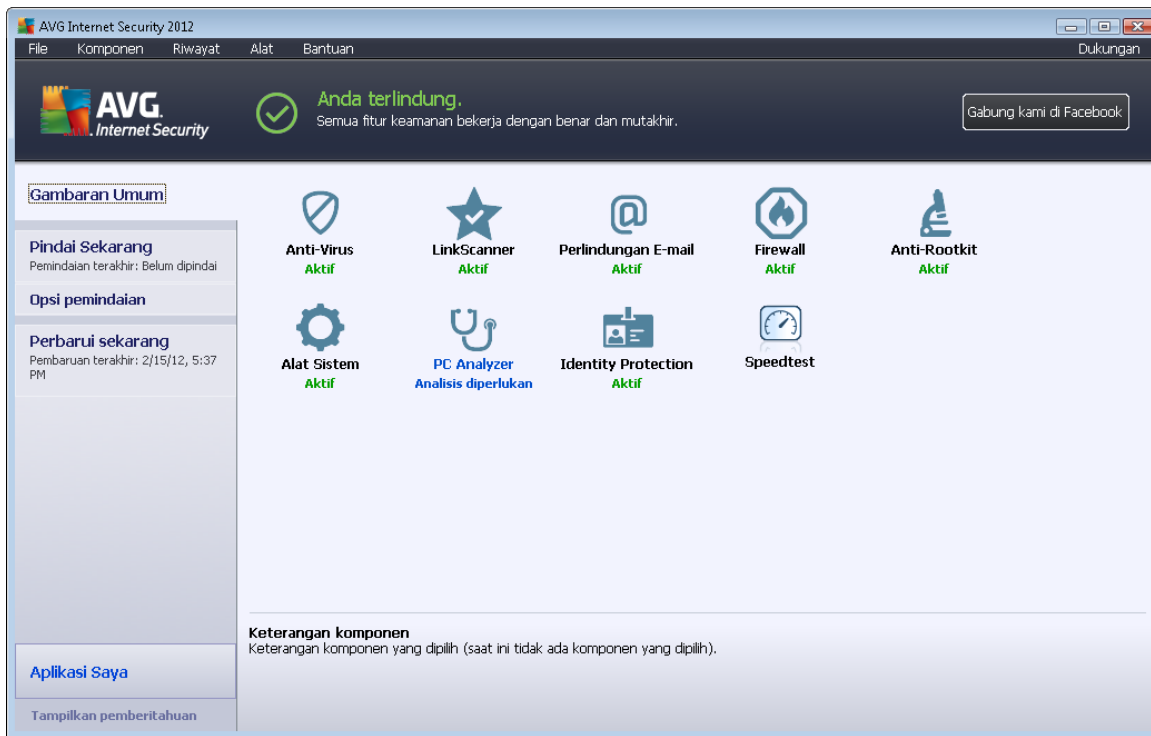 AVG Internet Security 2012
File Komponen Riwayat Alat Bantuan Dukungan
AVG.
Internet Security
Anda terlindung.
Semua fitur keamanan bekerja dengan benar dan mutakhir.
Gabung kami di Facebook
Gambaran Umum
Pindai Sekarang
Pemindaian terakhir: Belum dipindai
Opsi pemindaian
Perbarui sekarang
Pembaruan terakhir: 2/15/12, 5:37
PM
Anti-Virus
Aktif
LinkScanner
Aktif
Perlindungan E-mail
Aktif
Firewall
Aktif
Anti-Rootkit
Aktif
Alat Sistem
Aktif
PC Analyzer
Analisis diperlukan
Identity Protection
Aktif
Speedtest
Keterangan komponen
Keterangan komponen yang dipilih (saat ini tidak ada komponen yang dipilih).
Aplikasi Saya
Tampilkan pemberitahuan